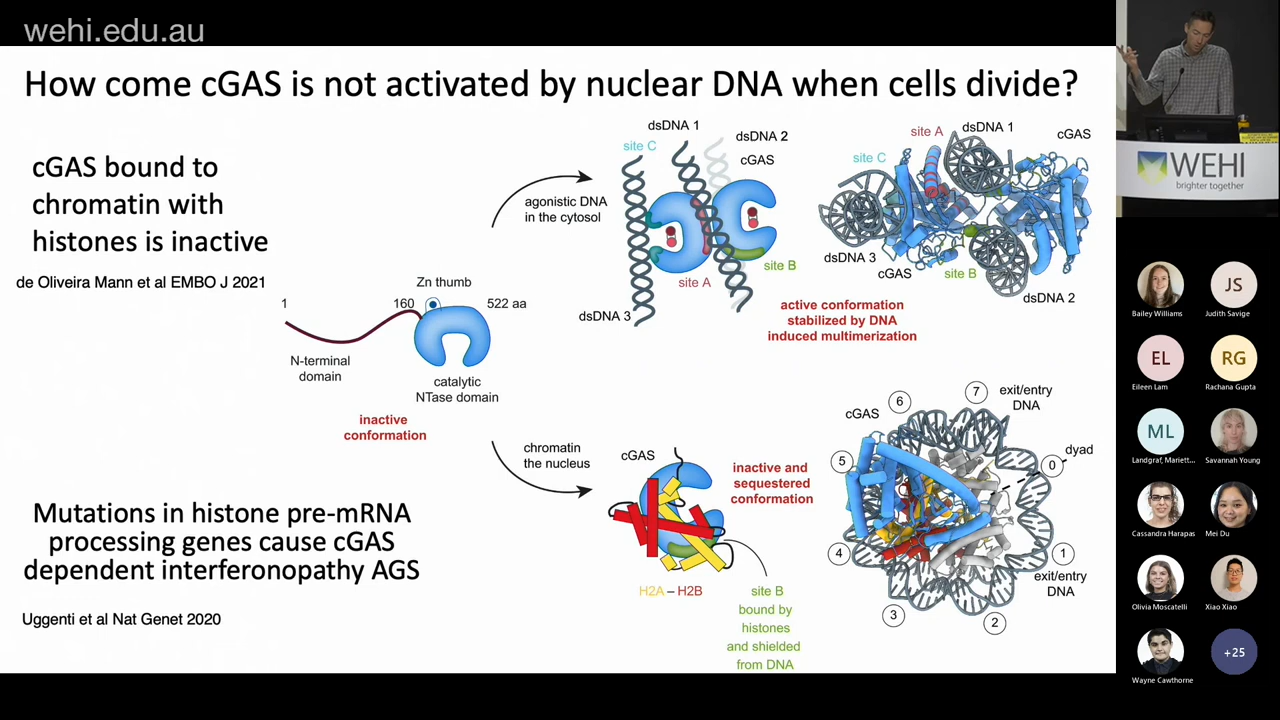 wehi.edu.au
How come cGAS is not activated by nuclear DNA when cells divide?
cGAS bound to
chromatin with
histones is inactive
de Oliveira Mann et al EMBO J 2021
1
160
Zn thumb
522 aa
N-terminal
domain
catalytic
NTase domain
inactive
conformation
agonistic DNA
in the cytosol
dsDNA 1
dsDNA 2
site C
cGAS
site A
site B
dsDNA 3
site A
dsDNA 1
cGAS
site C
dsDNA 3
cGAS
site B
dsDNA 2
active conformation
stabilized by DNA
induced multimerization
chromatin
the nucleus
cGAS
inactive and
sequestered
conformation
H2A – H2B
site B
bound by
histones
and shielded
from DNA
cGAS
6
7
exit/entry
DNA
dyad
0
5
4
1
exit/entry
DNA
3
2
Mutations in histone pre-mRNA
processing genes cause cGAS
dependent interferonopathy AGS
Uggenti et al Nat Genet 2020
WEHI
brighter together
Bailey Williams
JS
Judith Savige
EL
Eileen Lam
RG
Rachana Gupta
ML
Landgraf, Mariett...
Savannah Young
Cassandra Harapas
Mei Du
Olivia Moscatelli
Xiao Xiao
Wayne Cawthorne
+25